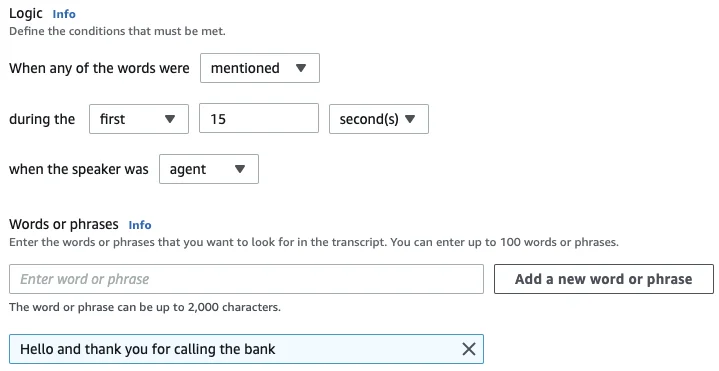 Logic Info
Define the conditions that must be met.
When any of the words were mentioned
during the first 15 second(s)
when the speaker was agent
Words or phrases Info
Enter the words or phrases that you want to look for in the transcript. You can enter up to 100 words or phrases.
Enter word or phrase Add a new word or phrase
The word or phrase can be up to 2,000 characters.
Hello and thank you for calling the bank